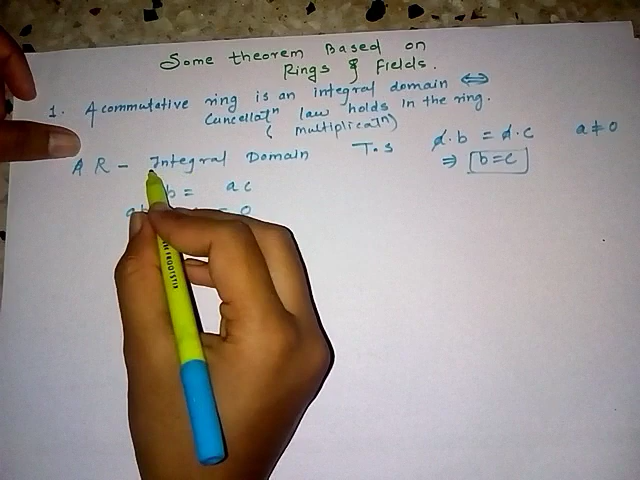 Some theorem Based on
Rings & Fields.
1. A commutative ring is an integral domain ⇔
Cancellatⁿ law holds in the ring.
( multiplicatⁿ)
A R - Integral Domain T.S a.b = a.c a≠0
⇒ b=c
b = ac
= 0